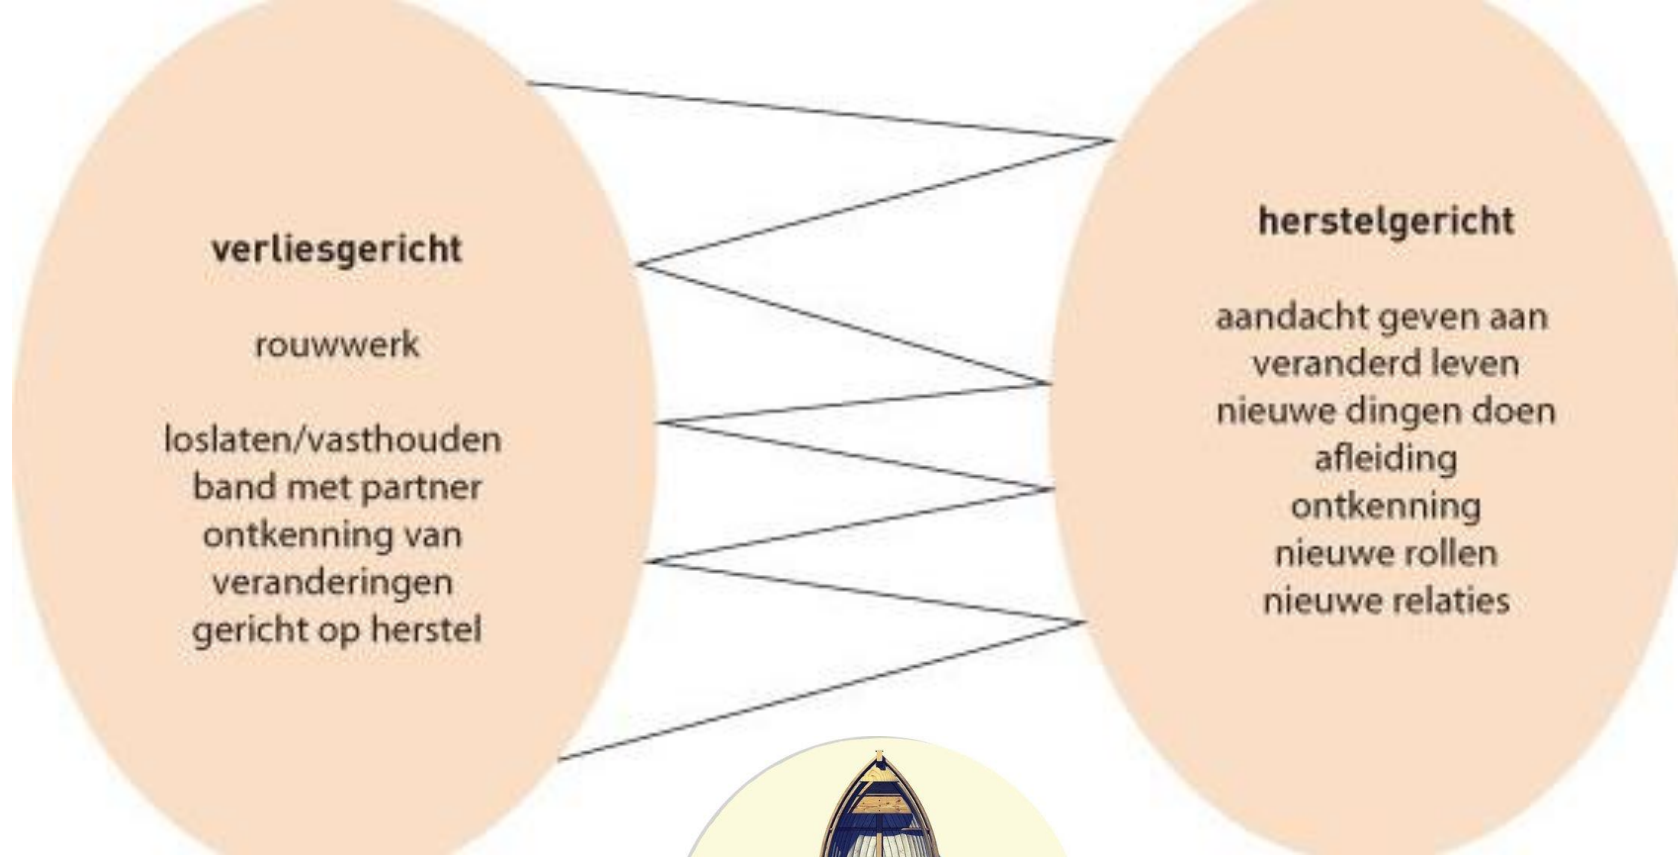 verliesgericht
rouwwerk
loslaten/vasthouden
band met partner
ontkenning van
veranderingen
gericht op herstel
herstelgericht
aandacht geven aan
veranderd leven
nieuwe dingen doen
afleiding
ontkenning
nieuwe rollen
nieuwe relaties